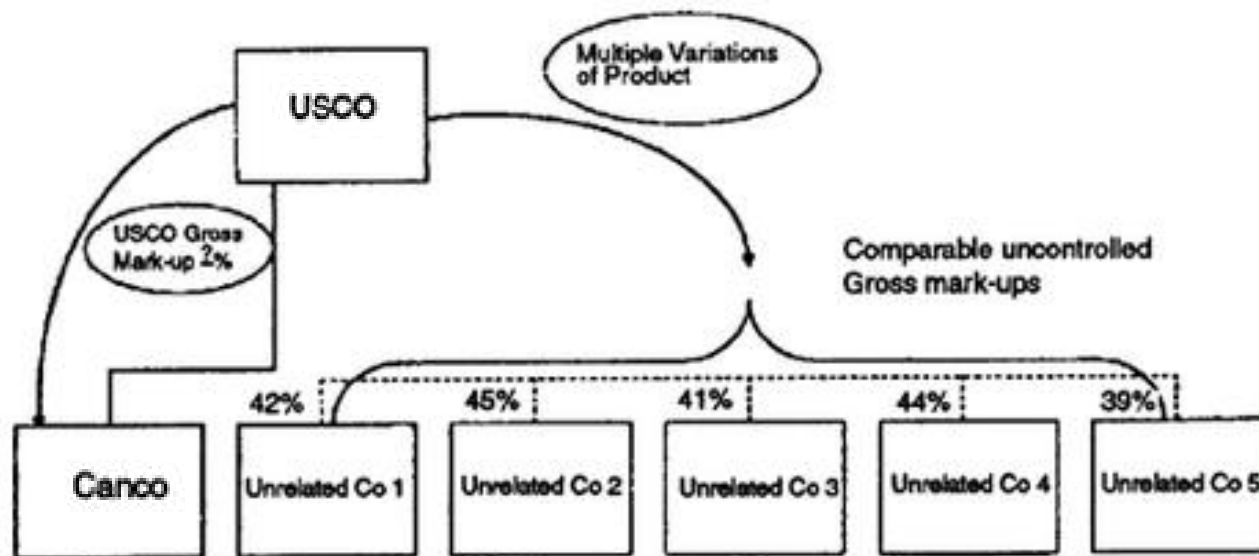 Multiple Variations
of Product
USCO
USCO Gross
Mark-up ?%
Comparable uncontrolled
Gross mark-ups
42%
45%
41%
44%
39%
Canco
Unrelated Co 1
Unrelated Co 2
Unrelated Co 3
Unrelated Co 4
Unrelated Co 5